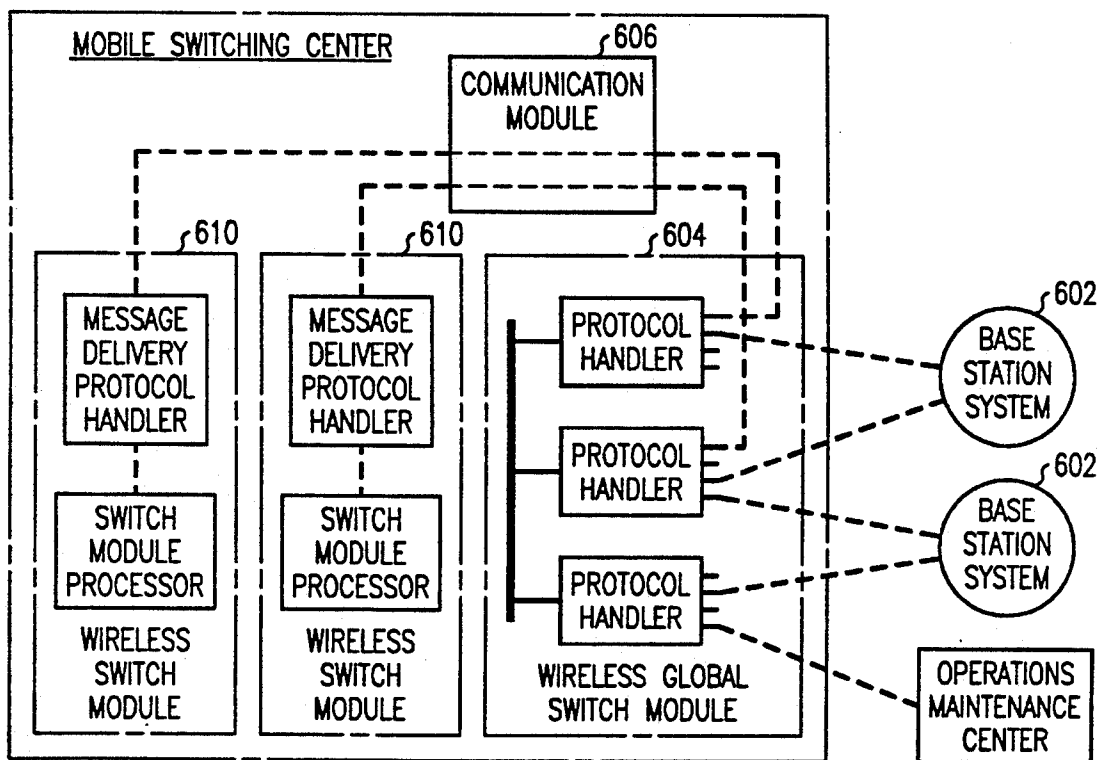 MOBILE SWITCHING CENTER
606
COMMUNICATION
MODULE
610
MESSAGE
DELIVERY
PROTOCOL
HANDLER
SWITCH
MODULE
PROCESSOR
WIRELESS
SWITCH
MODULE
610
MESSAGE
DELIVERY
PROTOCOL
HANDLER
SWITCH
MODULE
PROCESSOR
WIRELESS
SWITCH
MODULE
604
PROTOCOL
HANDLER
PROTOCOL
HANDLER
PROTOCOL
HANDLER
WIRELESS GLOBAL
SWITCH MODULE
602
BASE
STATION
SYSTEM
602
BASE
STATION
SYSTEM
OPERATIONS
MAINTENANCE
CENTER